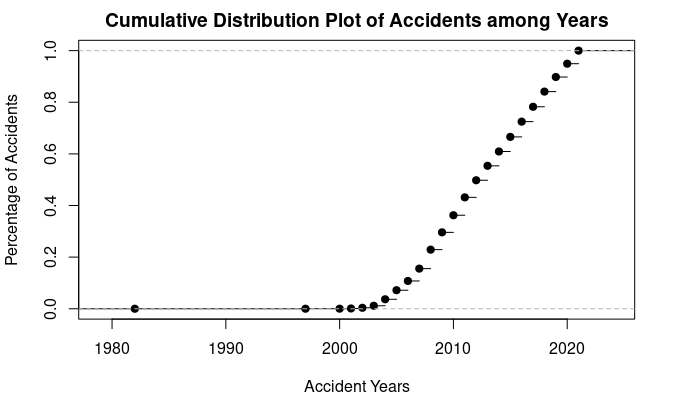 Cumulative Distribution Plot of Accidents among Years
Percentage of Accidents
1.0
0.8
0.6
0.4
0.2
0.0
1980 1990 2000 2010 2020
Accident Years